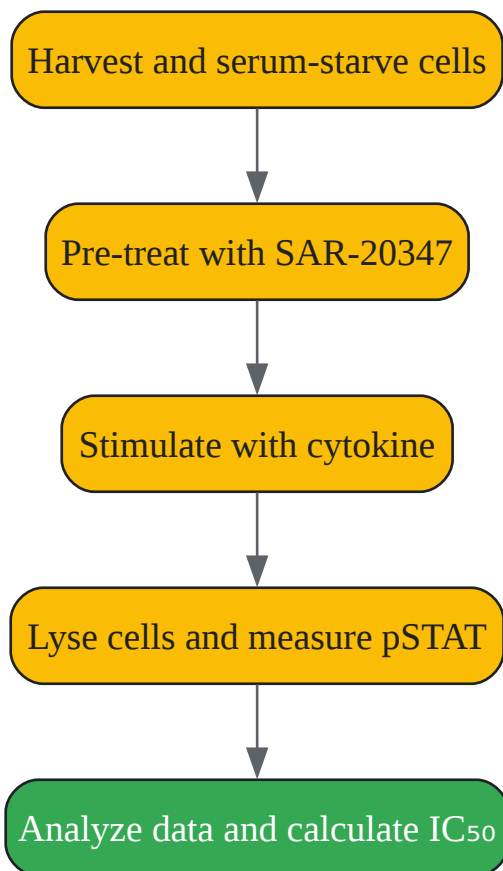 Harvest and serum-starve cells
Pre-treat with SAR-20347
Stimulate with cytokine
Lyse cells and measure pSTAT
Analyze data and calculate IC₅₀